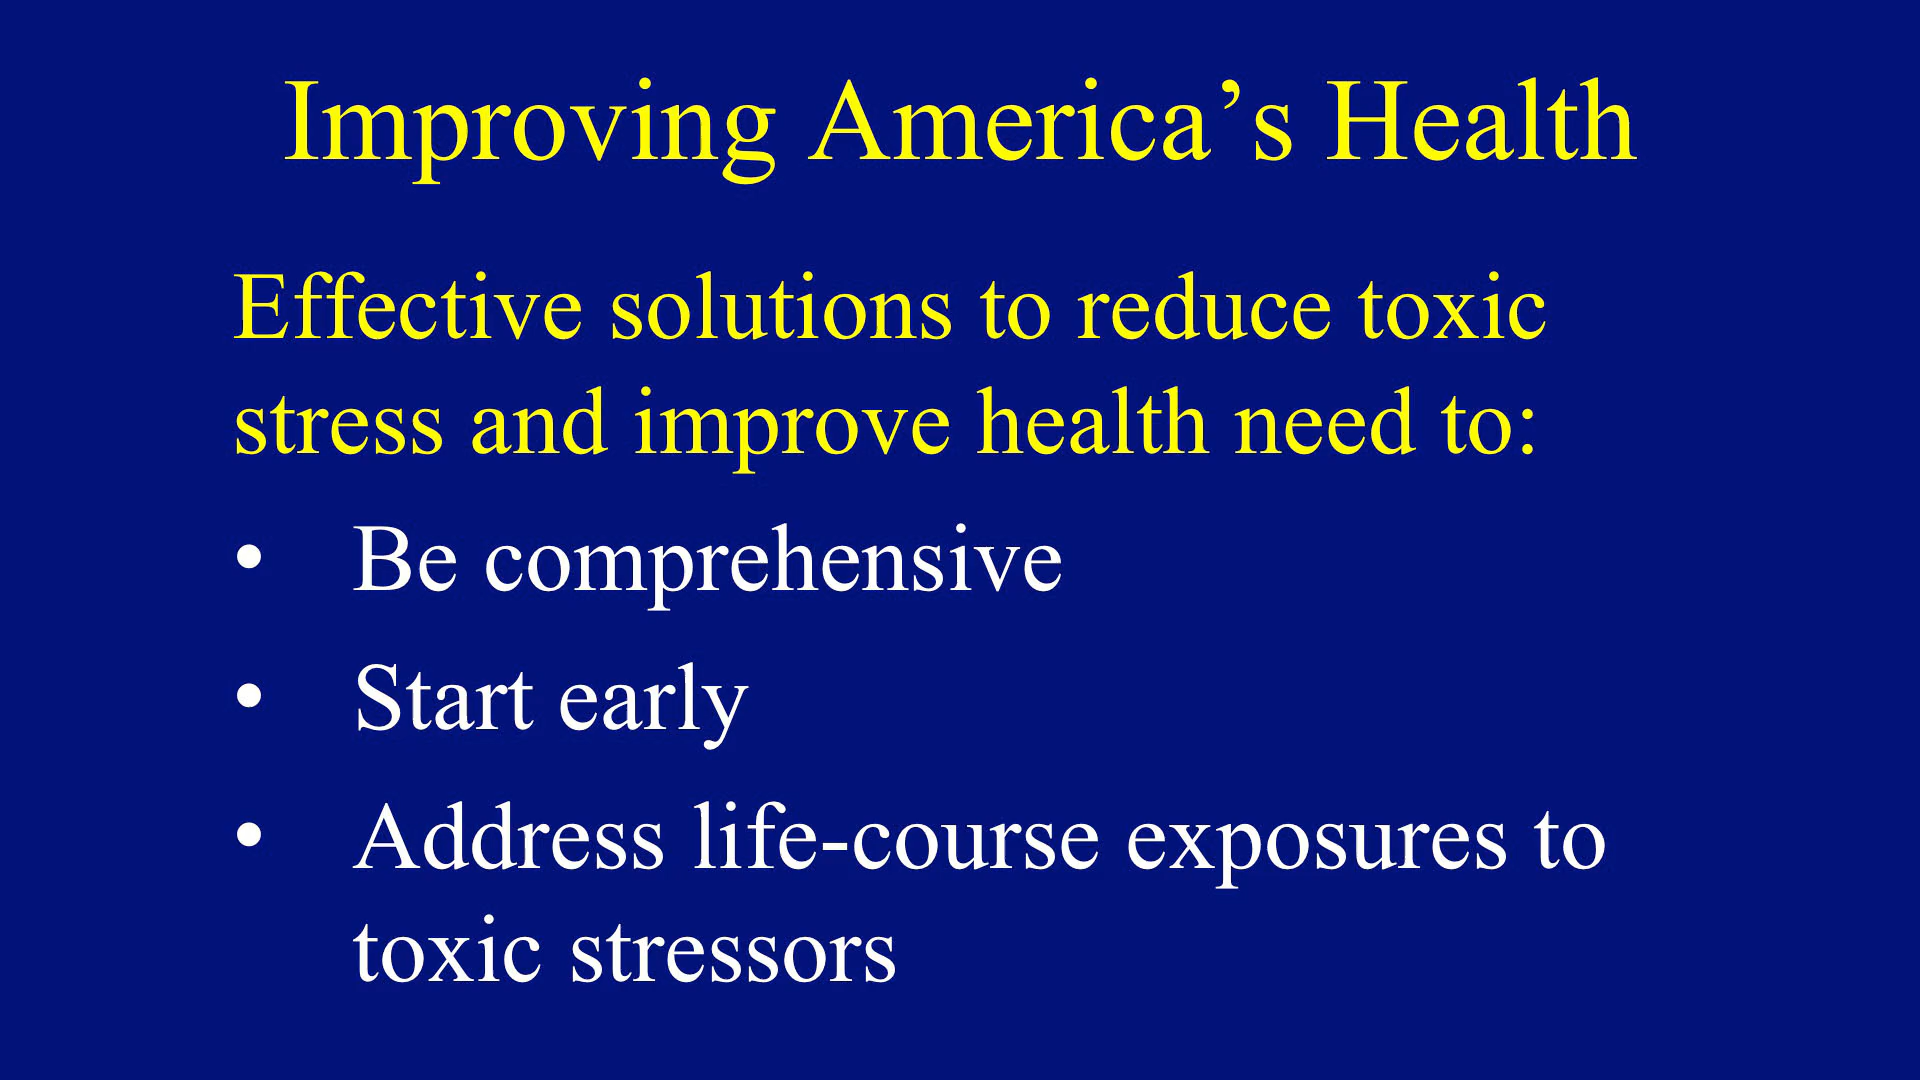 Improving America’s Health
Effective solutions to reduce toxic
stress and improve health need to:
• Be comprehensive
• Start early
• Address life-course exposures to
toxic stressors